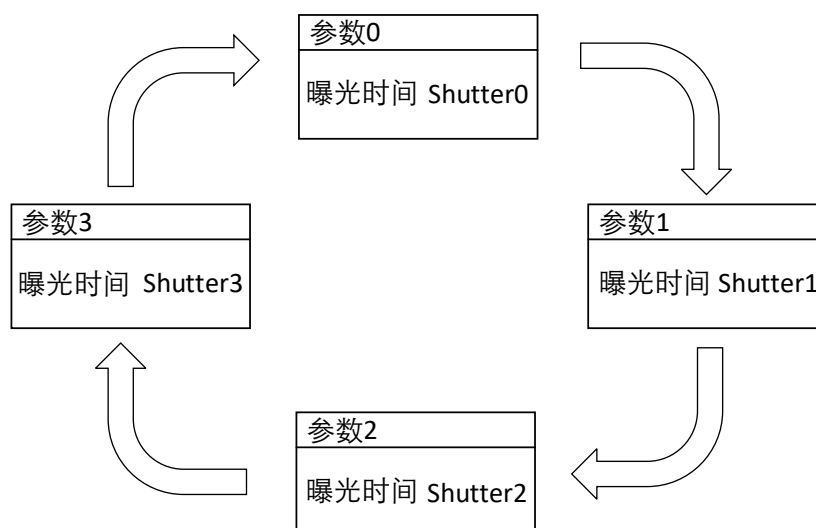 参数0
曝光时间 Shutter0
参数3
参数1
曝光时间 Shutter3
曝光时间 Shutter1
参数2
曝光时间 Shutter2